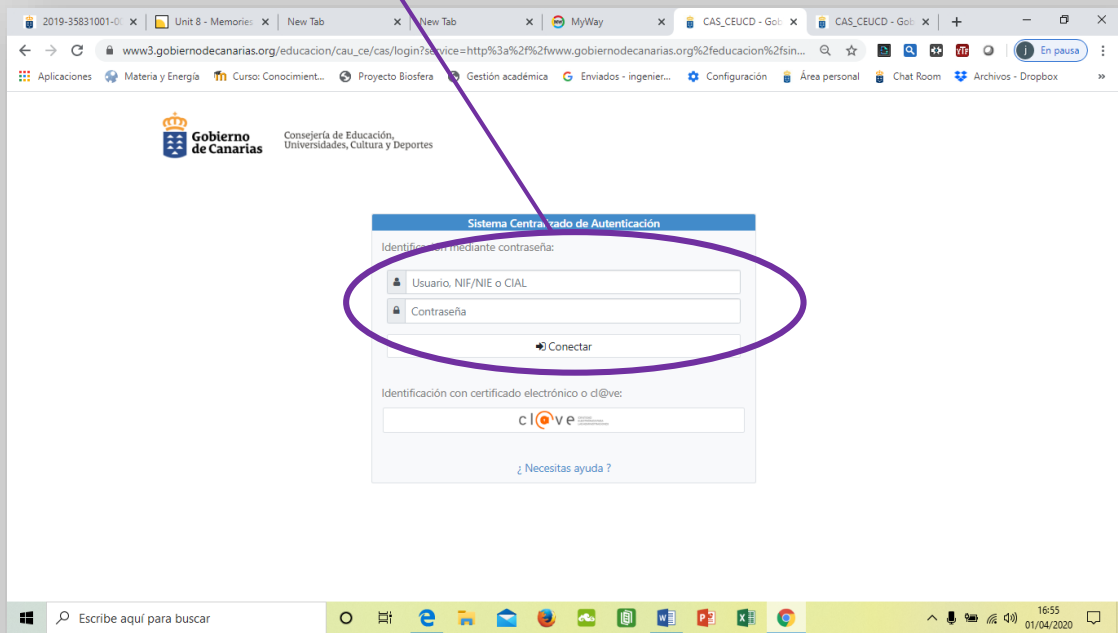 2019-35831001-0
Unit 8 - Memories
New Tab
New Tab
MyWay
CAS_CEUCD - Gob
CAS_CEUCD - Gob
www3.gobiernodecanarias.org/educacion/cau_ce/cas/login?service=http%3a%2f%2fwww.gobiernodecanarias.org%2feducacion%2fsin...
j En pausa
Aplicaciones
Materia y Energía
Curso: Conocimient...
Proyecto Biosfera
Gestión académica
Enviados - ingenier...
Configuración
Área personal
Chat Room
Archivos - Dropbox
»
Gobierno
de Canarias
Consejería de Educación,
Universidades, Cultura y Deportes
Sistema Centralizado de Autenticación
Identificación mediante contraseña:
Usuario, NIF/NIE o CIAL
Contraseña
Conectar
Identificación con certificado electrónico o cl@ve:
cl@ve
¿ Necesitas ayuda ?
Escribe aquí para buscar
16:55
01/04/2020